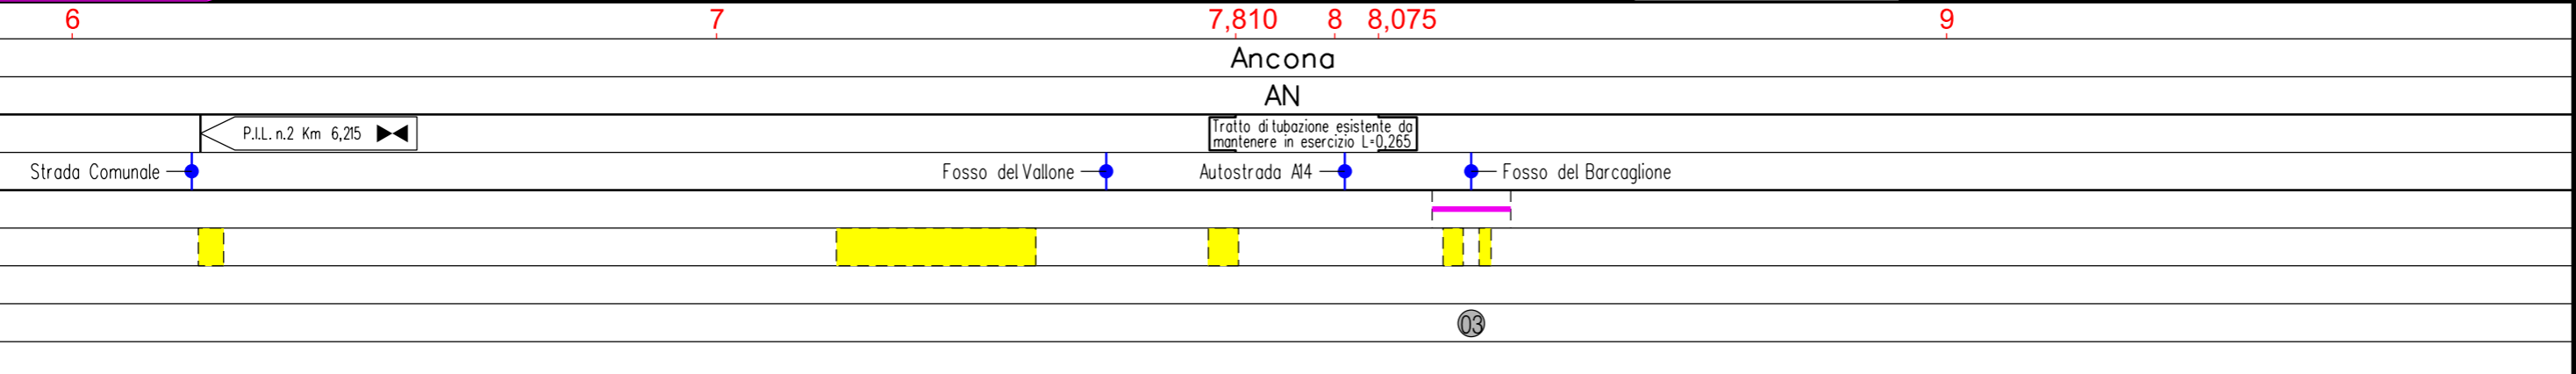 6 7 7,810 8 8,075 9
Ancona
AN
P.I.L. n.2 Km 6,215
Tratto di tubazione esistente da
mantenere in esercizio L=0,265
Strada Comunale Fosso del Vallone Autostrada A14 Fosso del Barcaglione
03